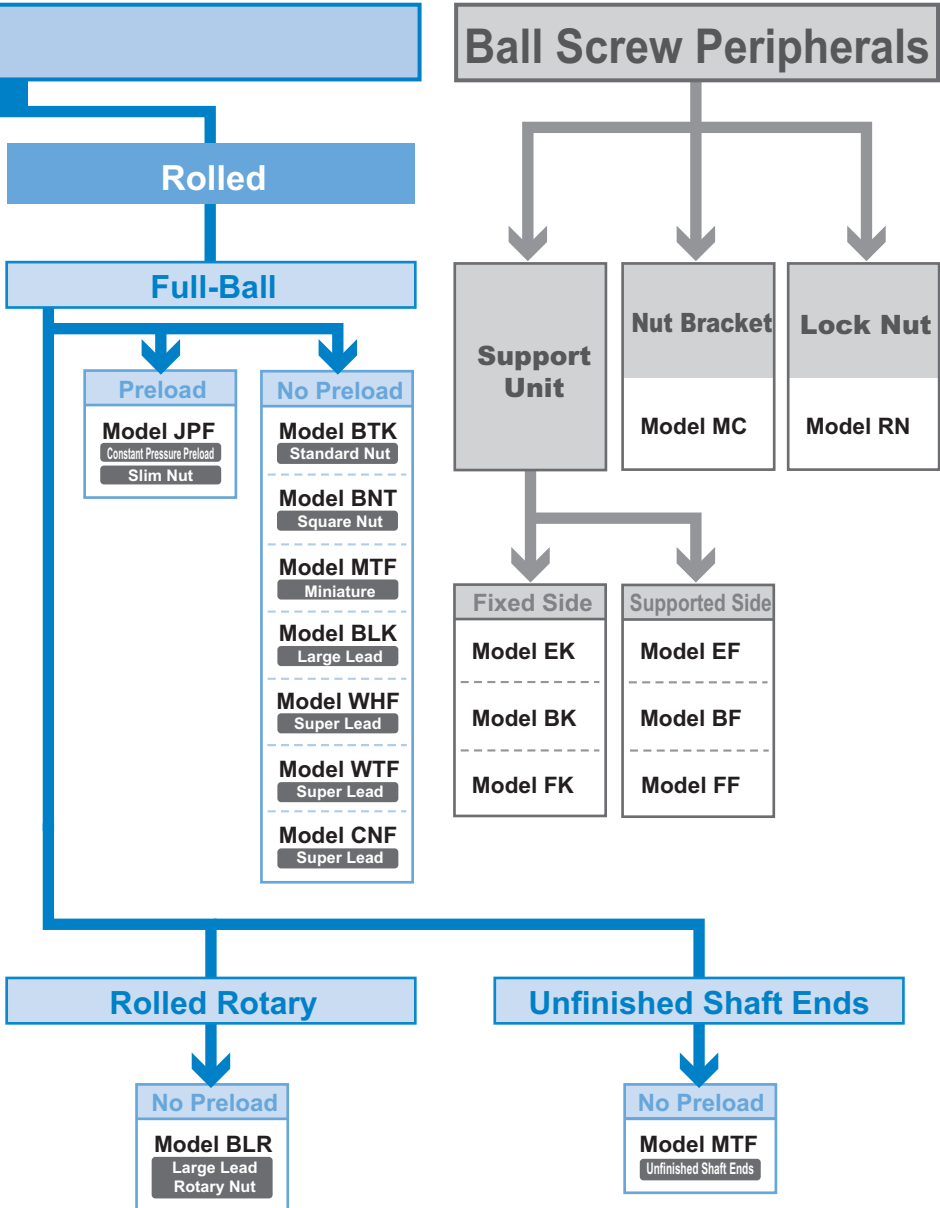 Ball Screw Peripherals
Rolled
Full-Ball
Preload
Model JPF
Constant Pressure Preload
Slim Nut
No Preload
Model BTK
Standard Nut
Model BNT
Square Nut
Model MTF
Miniature
Model BLK
Large Lead
Model WHF
Super Lead
Model WTF
Super Lead
Model CNF
Super Lead
Support
Unit
Nut Bracket
Model MC
Lock Nut
Model RN
Fixed Side
Model EK
Model BK
Model FK
Supported Side
Model EF
Model BF
Model FF
Rolled Rotary
No Preload
Model BLR
Large Lead
Rotary Nut
Unfinished Shaft Ends
No Preload
Model MTF
Unfinished Shaft Ends